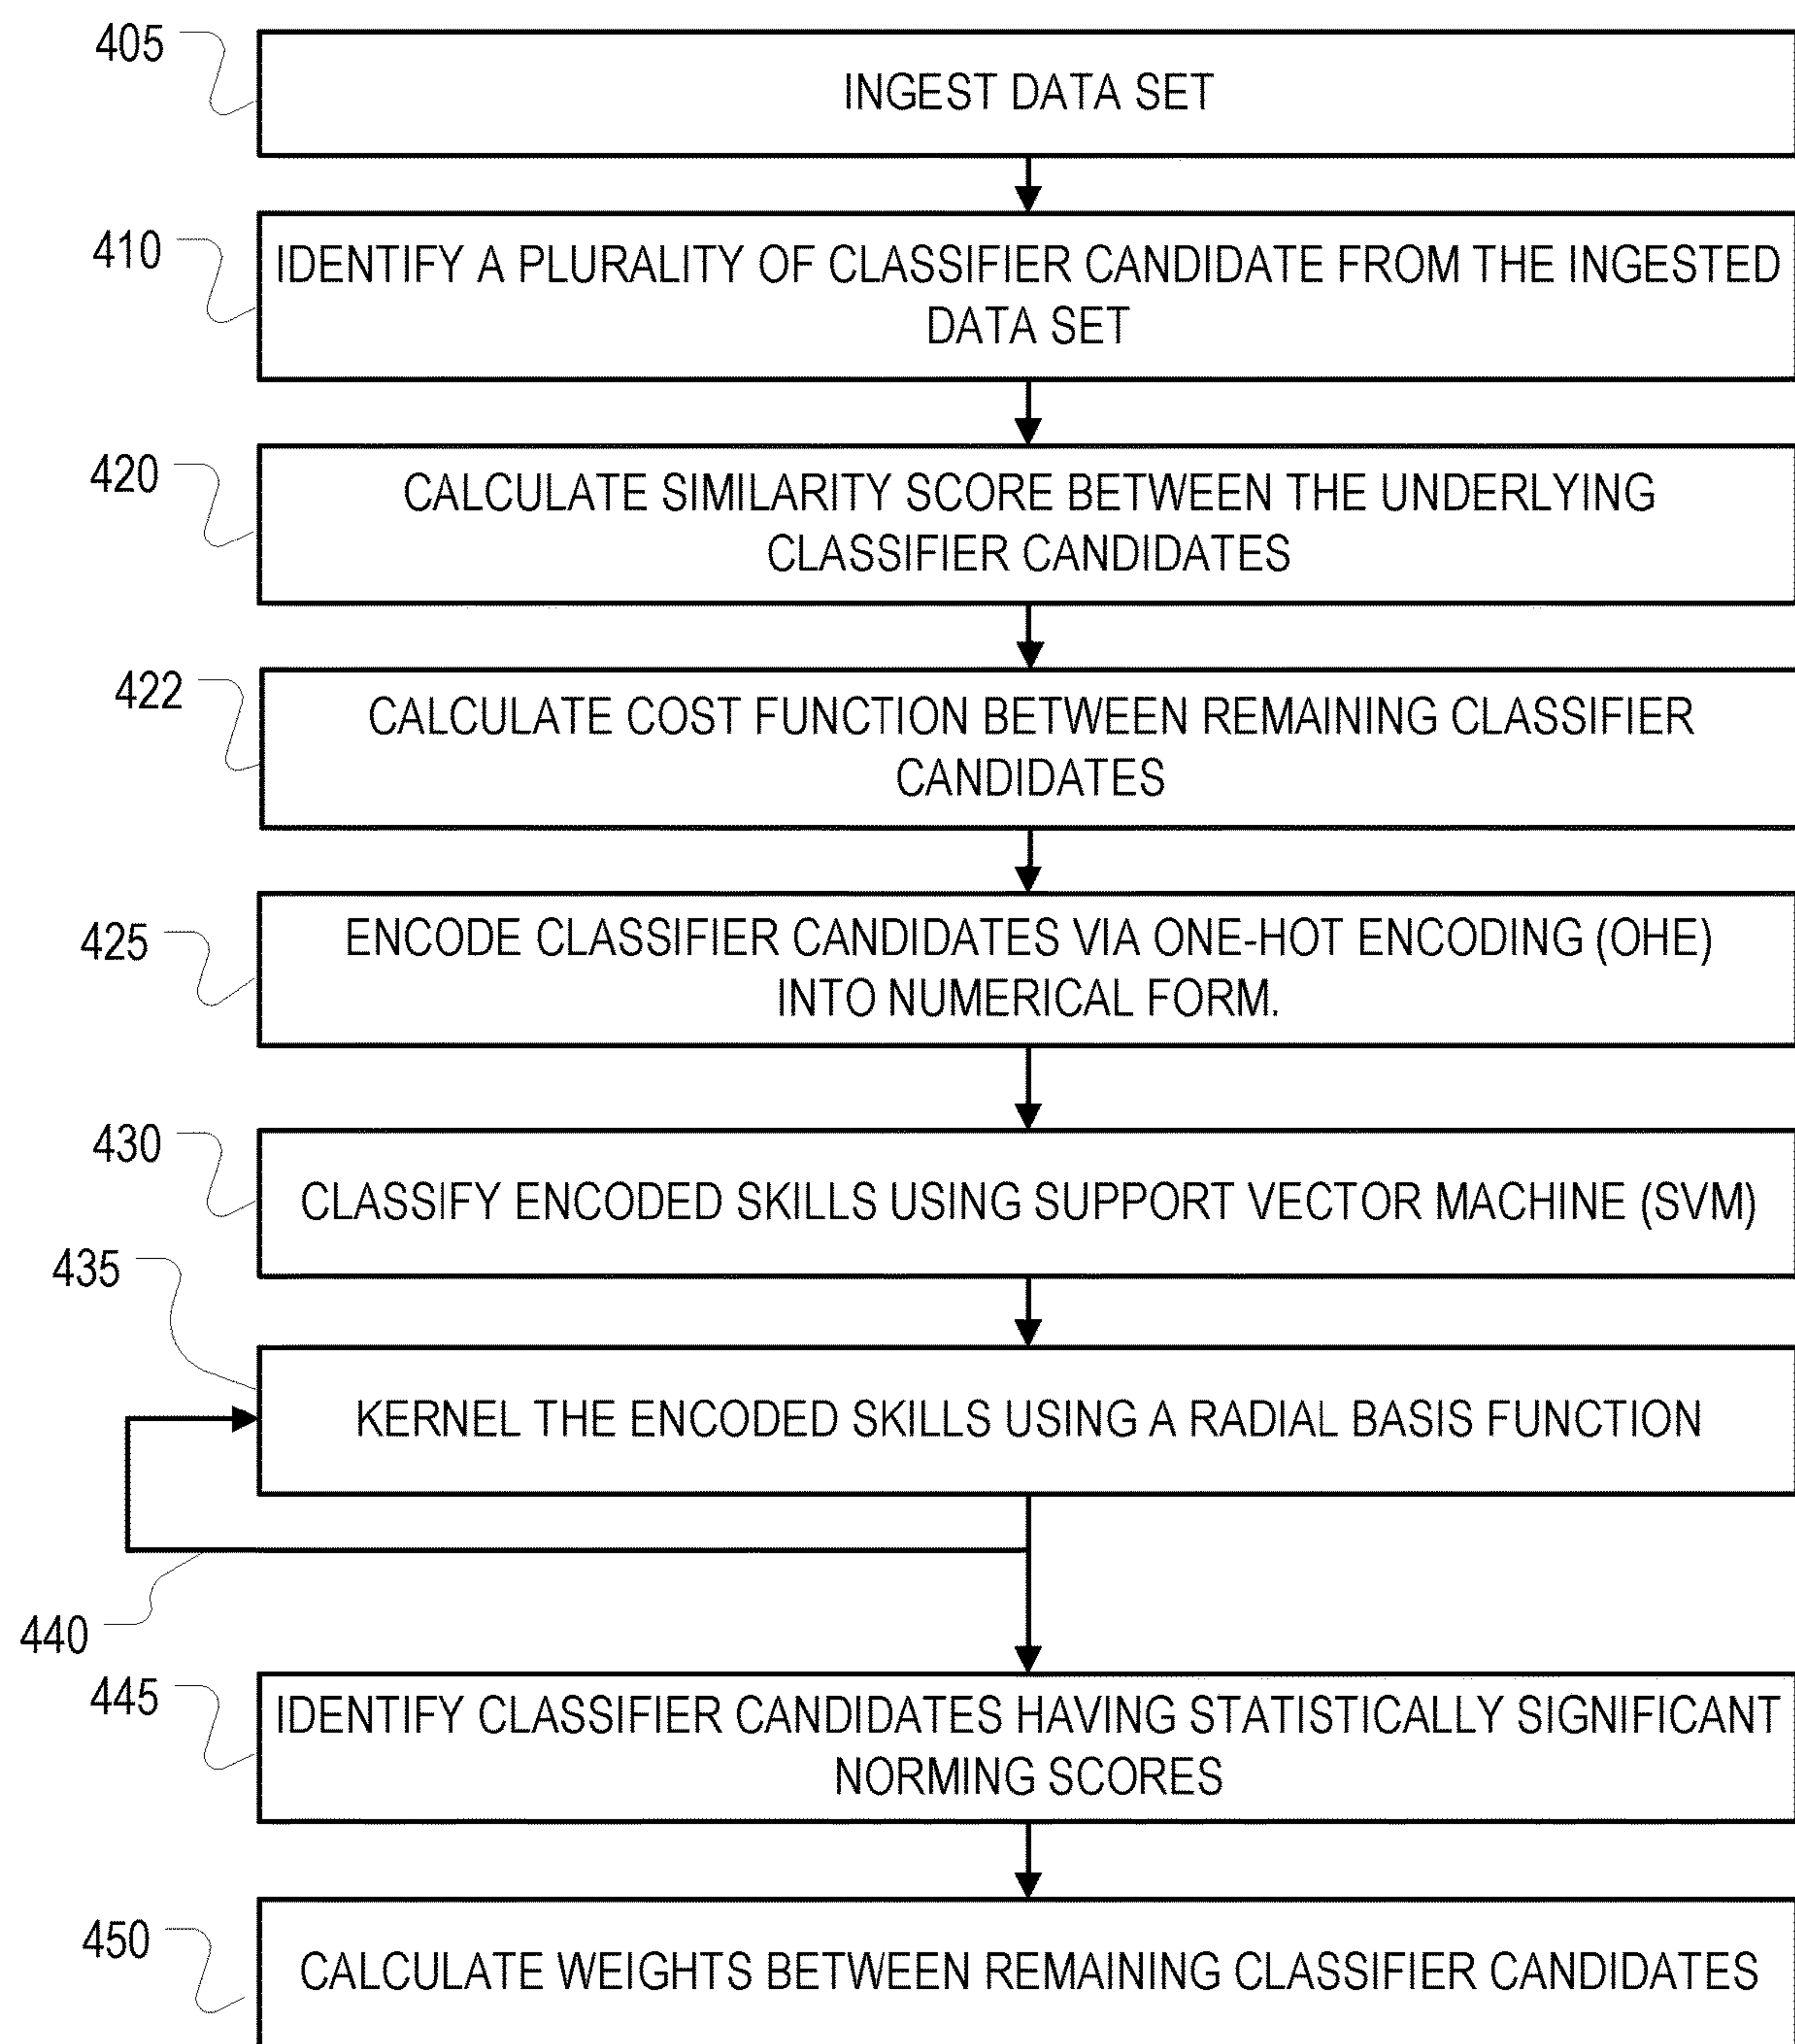 405
INGEST DATA SET
410
IDENTIFY A PLURALITY OF CLASSIFIER CANDIDATE FROM THE INGESTED
DATA SET
420
CALCULATE SIMILARITY SCORE BETWEEN THE UNDERLYING
CLASSIFIER CANDIDATES
422
CALCULATE COST FUNCTION BETWEEN REMAINING CLASSIFIER
CANDIDATES
425
ENCODE CLASSIFIER CANDIDATES VIA ONE-HOT ENCODING (OHE)
INTO NUMERICAL FORM.
430
CLASSIFY ENCODED SKILLS USING SUPPORT VECTOR MACHINE (SVM)
435
KERNEL THE ENCODED SKILLS USING A RADIAL BASIS FUNCTION
440
445
IDENTIFY CLASSIFIER CANDIDATES HAVING STATISTICALLY SIGNIFICANT
NORMING SCORES
450
CALCULATE WEIGHTS BETWEEN REMAINING CLASSIFIER CANDIDATES